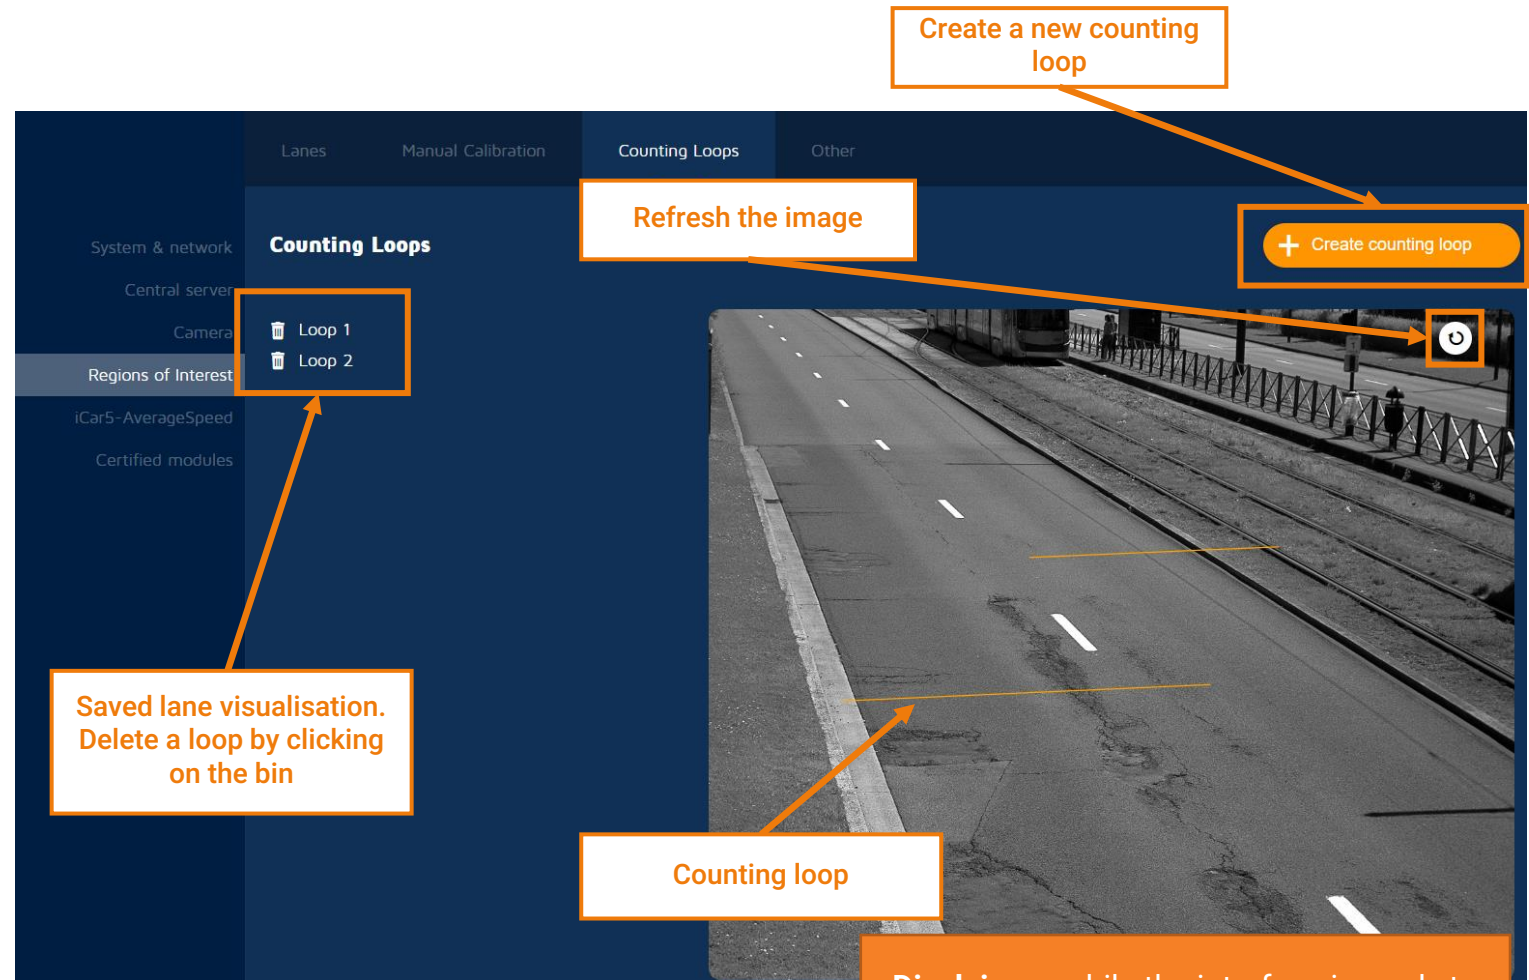 Create a new counting
loop
Lanes
Manual Calibration
Counting Loops
Other
Refresh the image
System & network
Central server
Camera
Regions of Interest
iCar5-AverageSpeed
Certified modules
Counting Loops
Create counting loop
Loop 1
Loop 2
Saved lane visualisation.
Delete a loop by clicking
on the bin
Counting loop